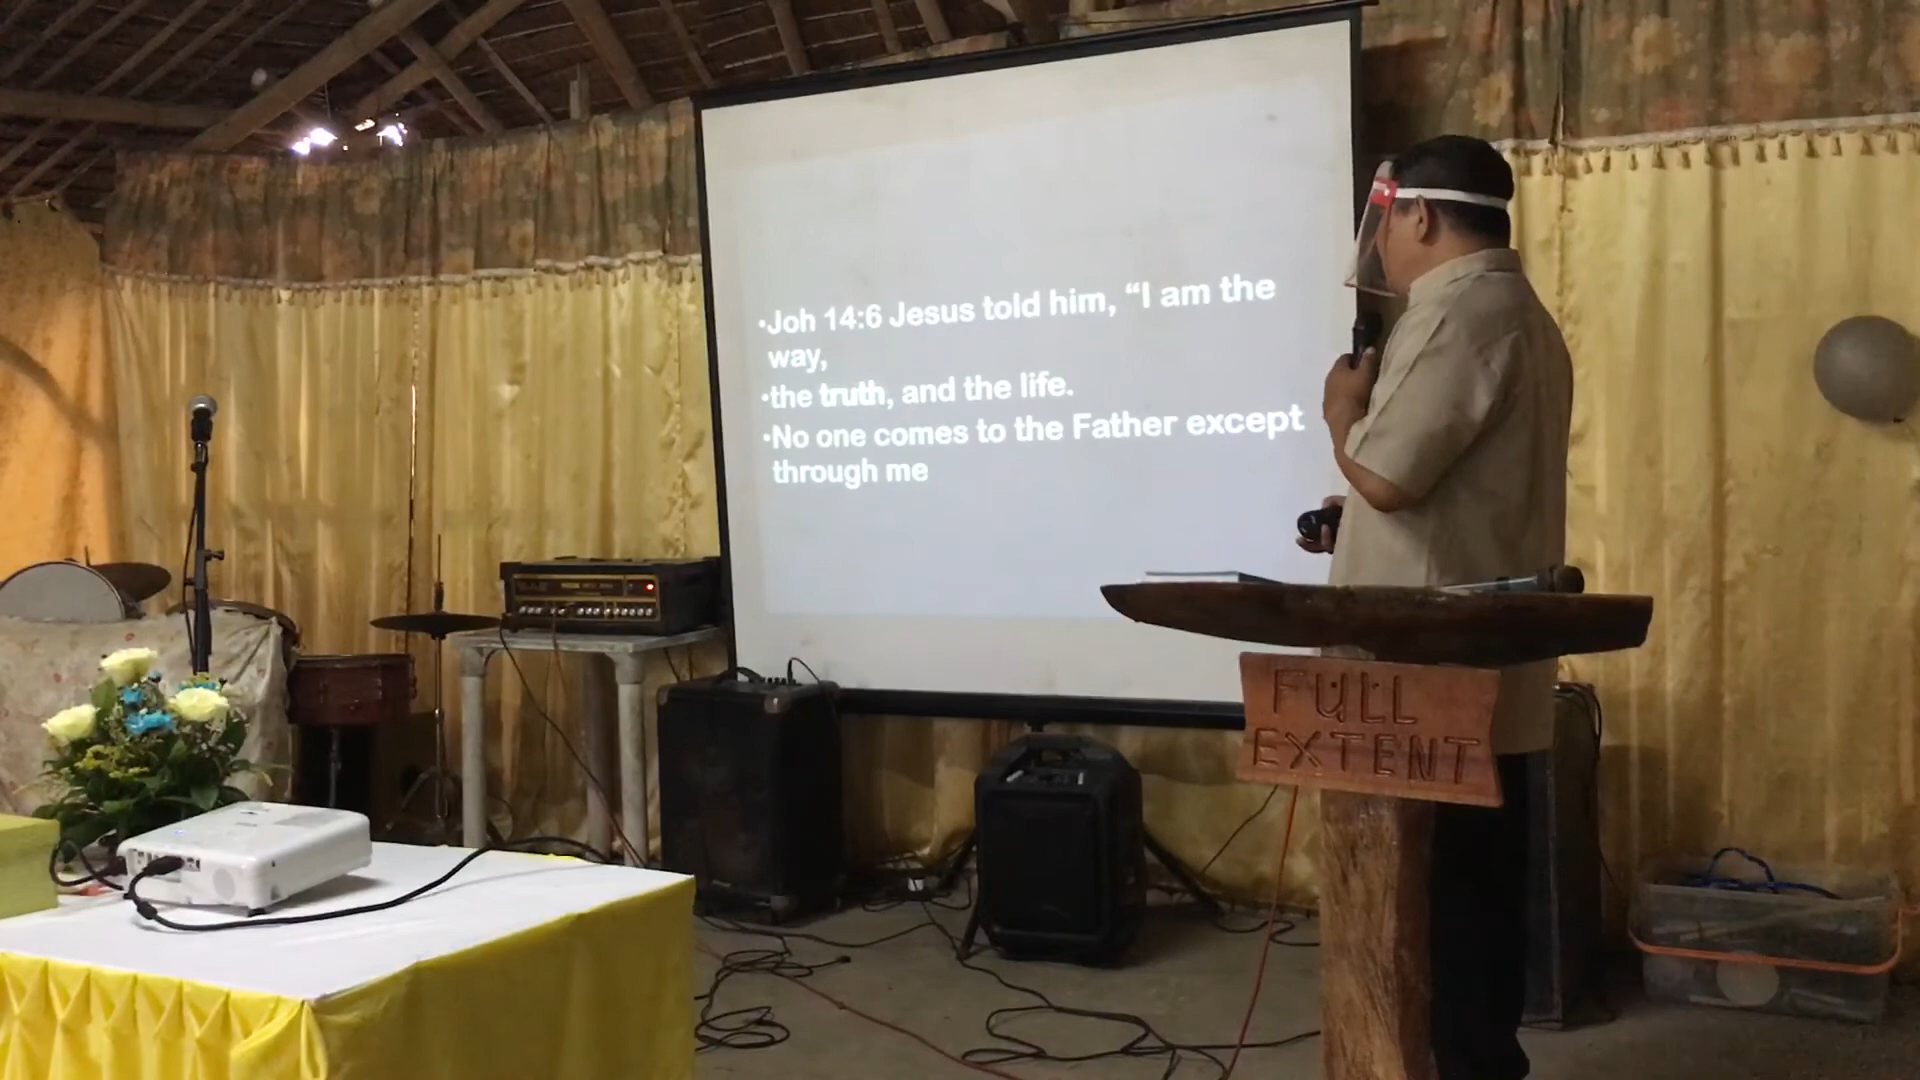 •Joh 14:6 Jesus told him, “I am the
way,
•the truth, and the life.
•No one comes to the Father except
through me
FULL
EXTENT